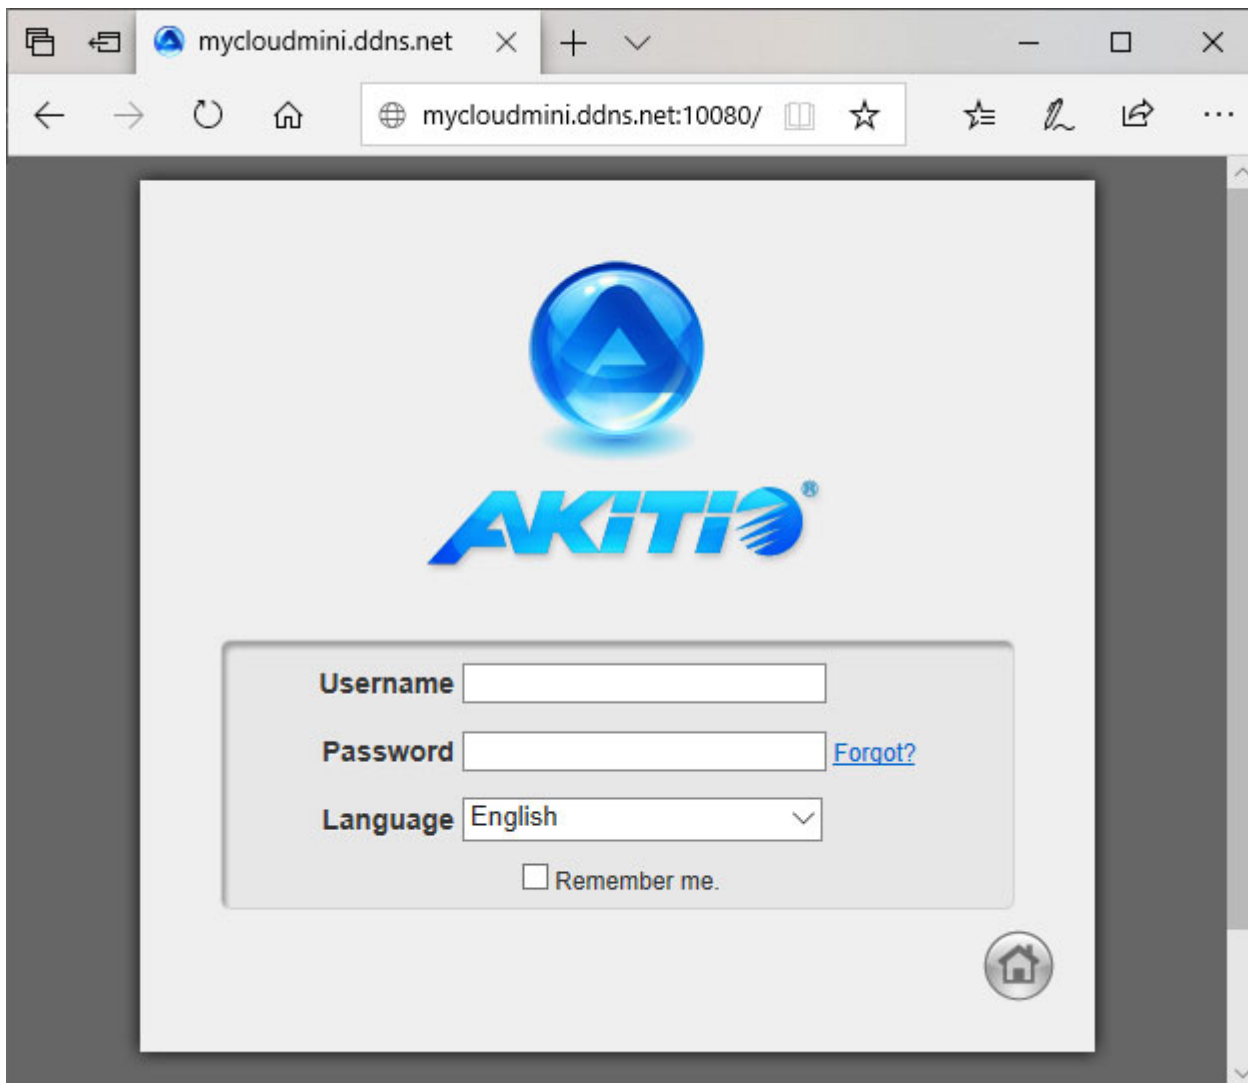 mycloudmini.ddns.net
mycloudmini.ddns.net:10080/
AKiTiO®
Username
Password Forgot?
Language English
Remember me.